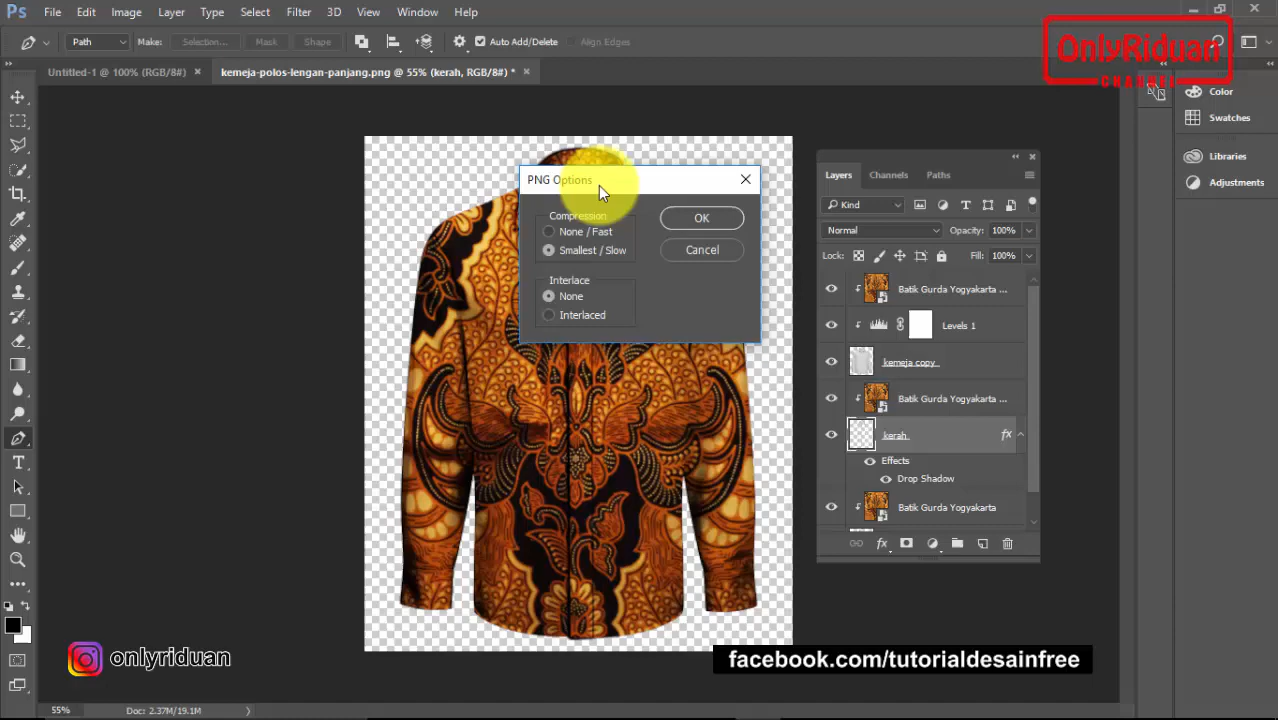 Ps File Edit Image Layer Type Select Filter 3D View Window Help
Path Make: Selection... Mask Shape Auto Add/Delete Align Edges
OnlyRiduan
CHANNEL
Untitled-1 @ 100% (RGB/8#) × kemeja-polos-lengan-panjang.png @ 55% (kerah, RGB/8#) * ×
Color
Swatches
Libraries
Adjustments
PNG Options
Compression
None / Fast
Smallest / Slow
Interlace
None
Interlaced
OK
Cancel
Layers Channels Paths
Kind
Normal Opacity: 100%
Lock: Fill: 100%
Batik Gurda Yogyakarta ...
Levels 1
kemeja copy
Batik Gurda Yogyakarta ...
kerah fx
Effects
Drop Shadow
Batik Gurda Yogyakarta
fx
onlyriduan
facebook.com/tutorialdesainfree
55% Doc: 2.37M/19.1M